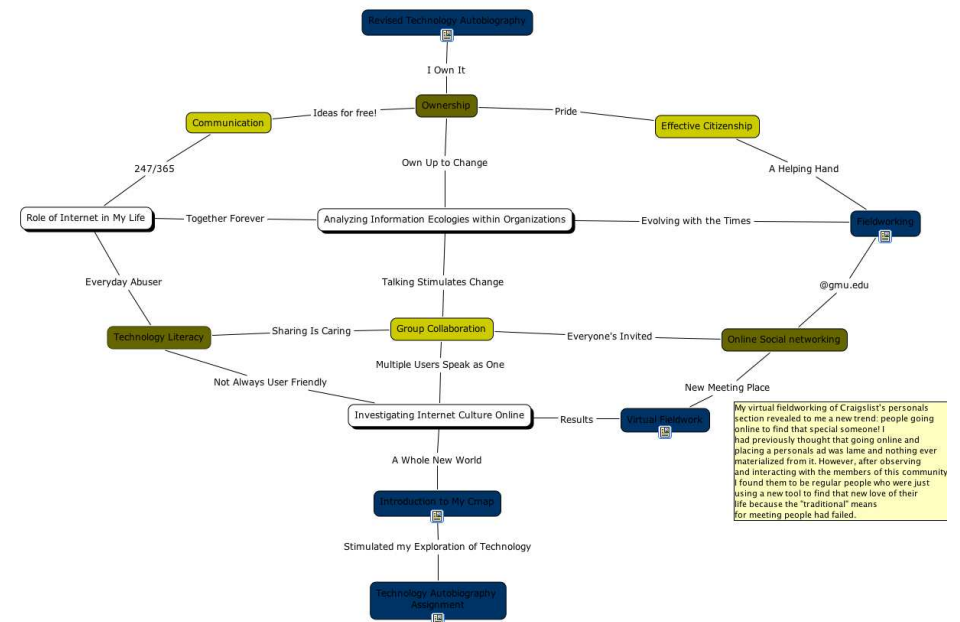 Revised Technology Autobiography
I Own It
Ownership
Ideas for free!
Pride
Communication
Effective Citizenship
Own Up to Change
247/365
A Helping Hand
Role of Internet in My Life
Together Forever
Analyzing Information Ecologies within Organizations
Evolving with the Times
Fieldworking
Everyday Abuser
Talking Stimulates Change
@gmu.edu
Technology Literacy
Sharing Is Caring
Group Collaboration
Everyone's Invited
Online Social networking
Multiple Users Speak as One
Not Always User Friendly
New Meeting Place
Investigating Internet Culture Online
Results
Virtual Fieldwork
My virtual fieldworking of Craigslist's personals
section revealed to me a new trend: people going
online to find that special someone! I
had previously thought that going online and
placing a personals ad was lame and nothing ever
materialized from it. However, after observing
and interacting with the members of this community
I found them to be regular people who were just
using a new tool to find that new love of their
life because the "traditional" means
for meeting people had failed.
A Whole New World
Introduction to My Cmap
Stimulated my Exploration of Technology
Technology Autobiography
Assignment